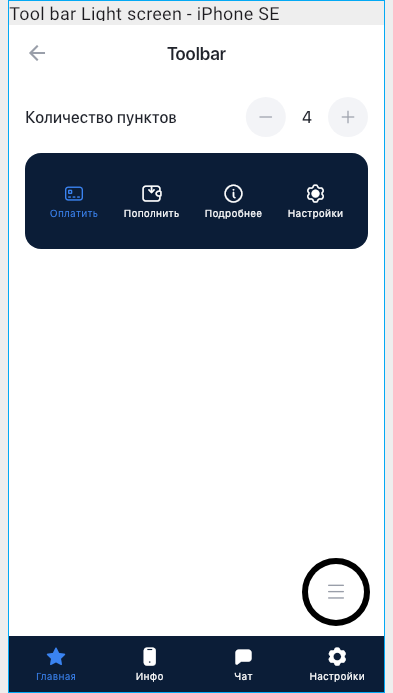 Tool bar Light screen - iPhone SE
Toolbar
Количество пунктов 4
Оплатить Пополнить Подробнее Настройки
Главная Инфо Чат Настройки